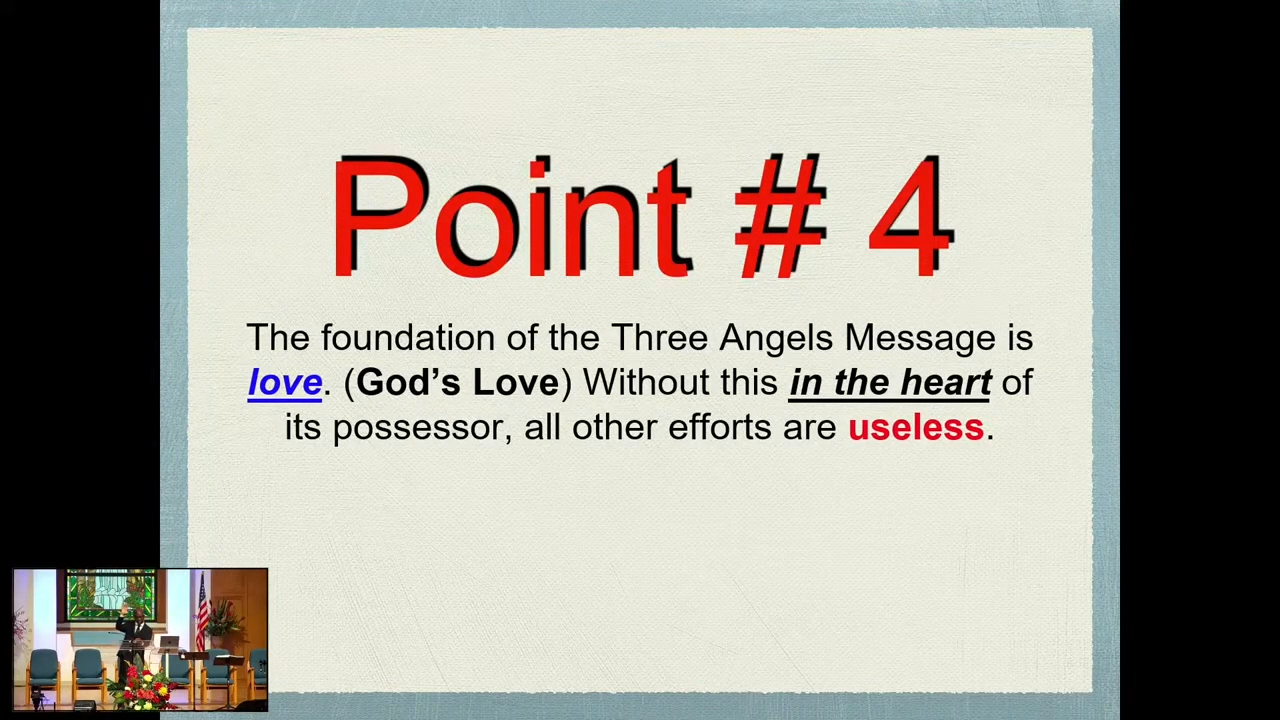 Point # 4
The foundation of the Three Angels Message is
love. (God’s Love) Without this in the heart of
its possessor, all other efforts are useless.